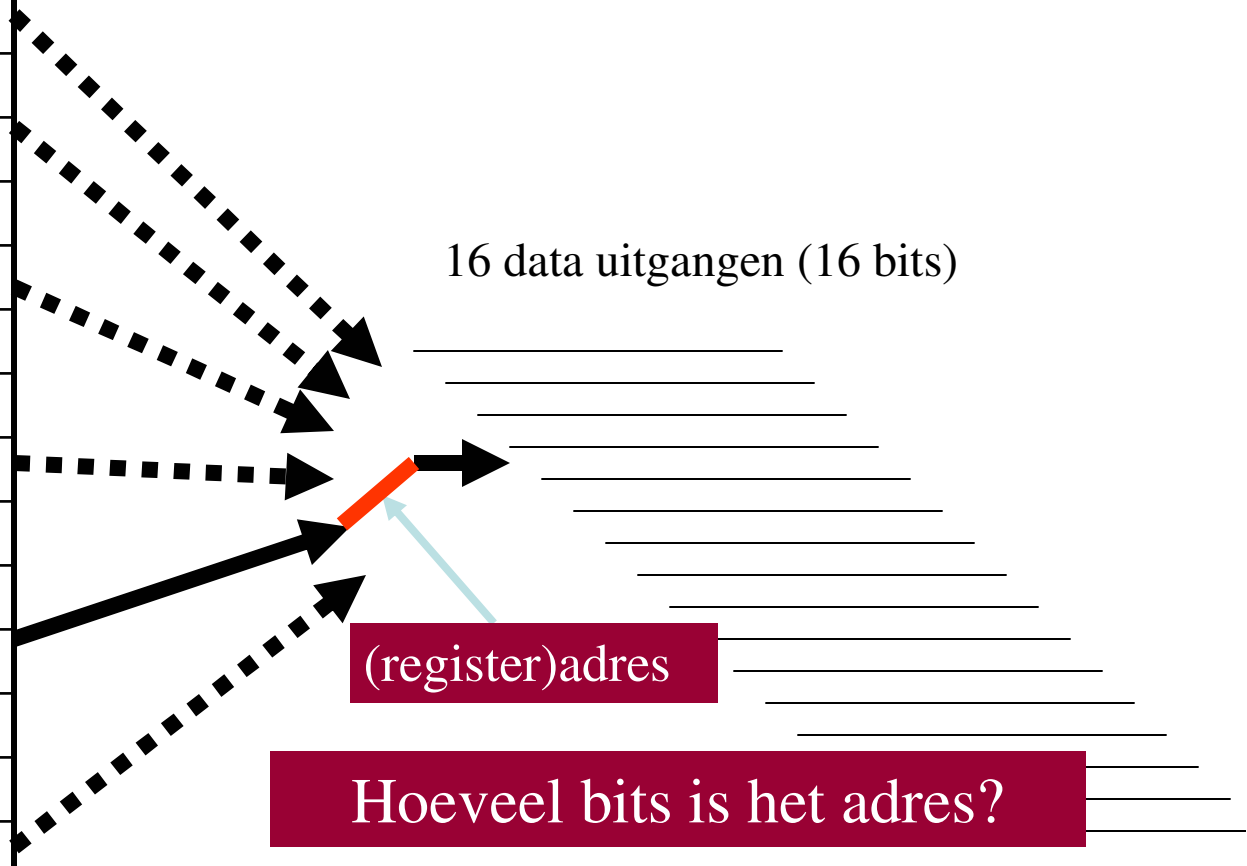 16 data uitgangen (16 bits)
(register)adres
Hoeveel bits is het adres?